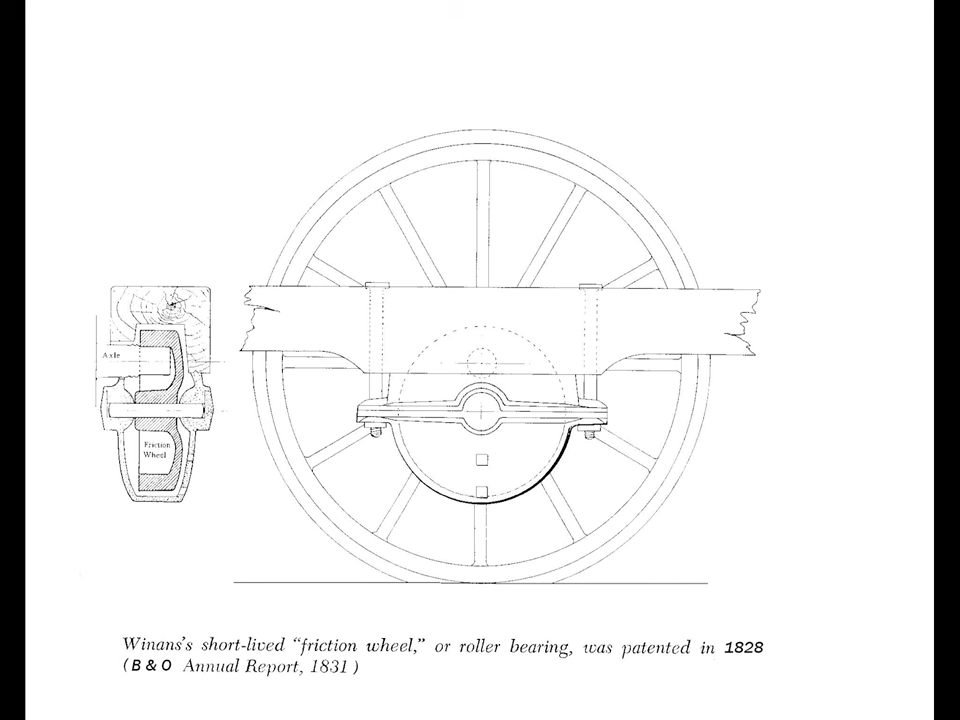 Axle
Friction
Wheel
Winans's short-lived "friction wheel," or roller bearing, was patented in 1828
(B & O Annual Report, 1831)